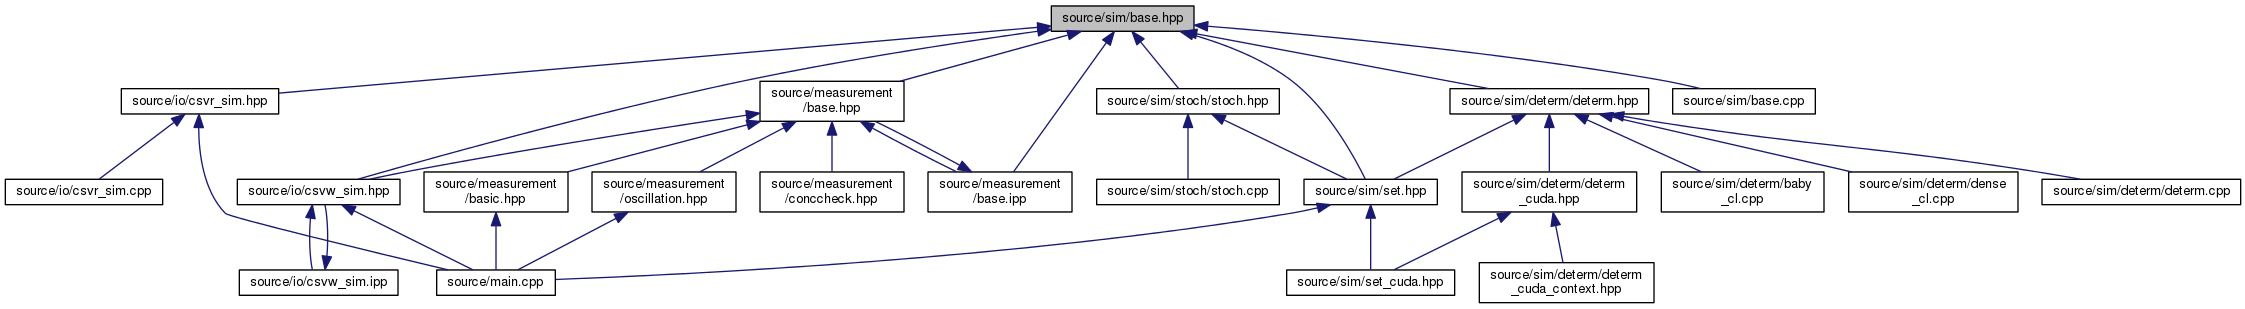 source/sim/base.hpp
source/io/csvr_sim.hpp
source/measurement
/base.hpp
source/sim/stoch/stoch.hpp
source/sim/determ/determ.hpp
source/sim/base.cpp
source/io/csvr_sim.cpp
source/io/csvw_sim.hpp
source/measurement
/basic.hpp
source/measurement
/oscillation.hpp
source/measurement
/conccheck.hpp
source/measurement
/base.ipp
source/sim/stoch/stoch.cpp
source/sim/set.hpp
source/sim/determ/determ
_cuda.hpp
source/sim/determ/baby
_cl.cpp
source/sim/determ/dense
_cl.cpp
source/sim/determ/determ.cpp
source/io/csvw_sim.ipp
source/main.cpp
source/sim/set_cuda.hpp
source/sim/determ/determ
_cuda_context.hpp